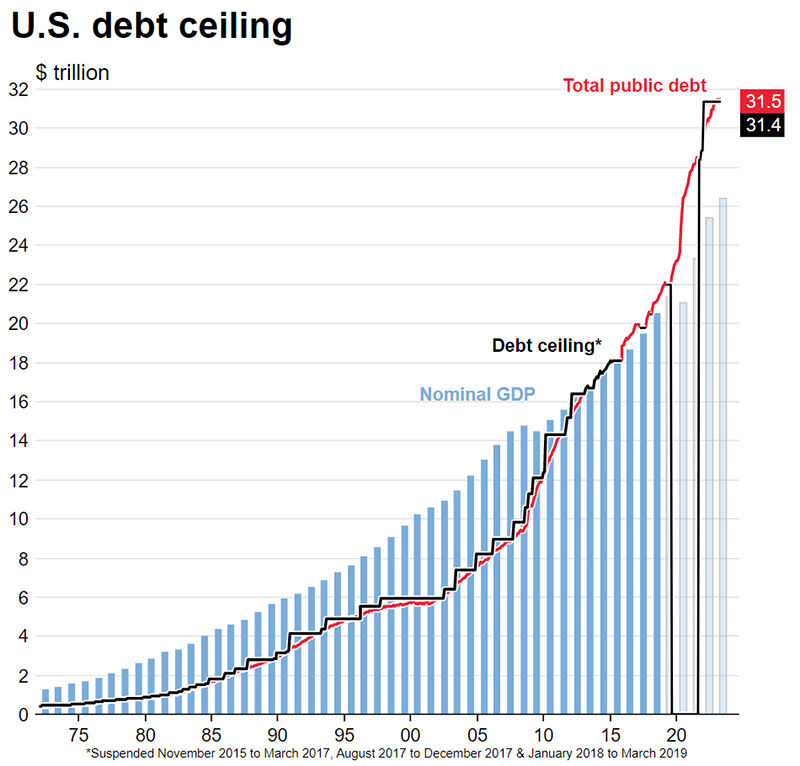 U.S. debt ceiling
$ trillion
Total public debt
32
31.5
31.4
30
28
26
24
22
20
Debt ceiling*
18
Nominal GDP
16
14
12
10
8
6
4
2
0
75 80 85 90 95 00 05 10 15 20
*Suspended November 2015 to March 2017, August 2017 to December 2017 & January 2018 to March 2019